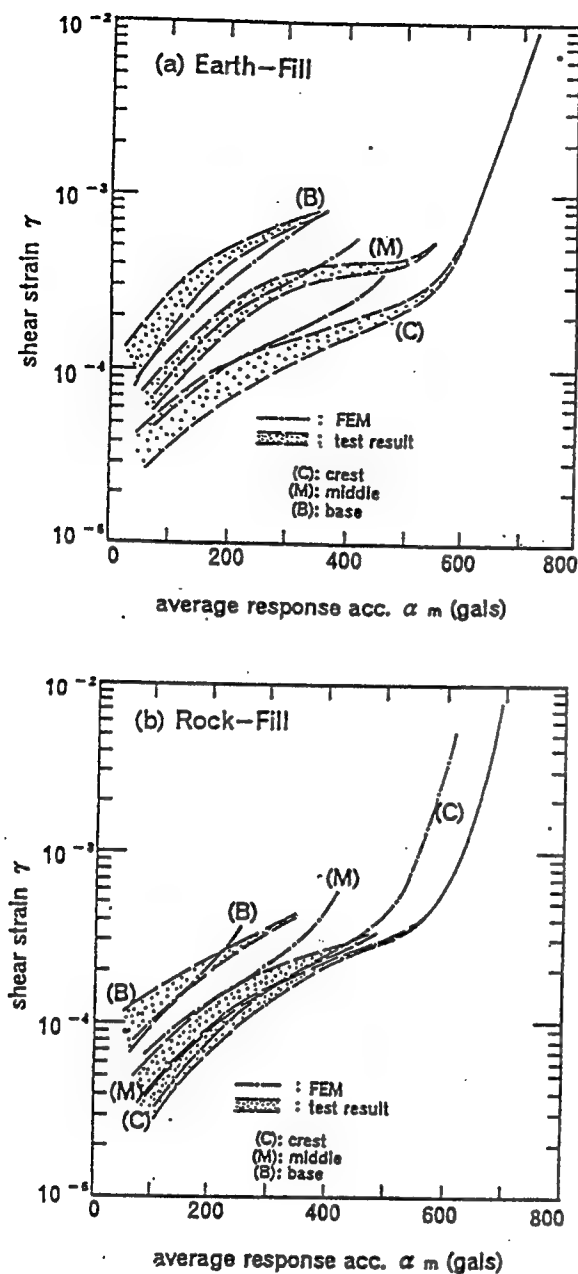 (a) Earth-Fill
shear strain γ
10⁻²
10⁻³
10⁻⁴
10⁻⁵
(B)
(M)
(C)
: FEM
: test result
(C): crest
(M): middle
(B): base
0 200 400 600 800
average response acc. α m (gals)
(b) Rock-Fill
shear strain γ
10⁻²
10⁻³
10⁻⁴
10⁻⁵
(C)
(M)
(B)
(B)
(M)
(C)
: FEM
: test result
(C): crest
(M): middle
(B): base
0 200 400 600 800
average response acc. α m (gals)